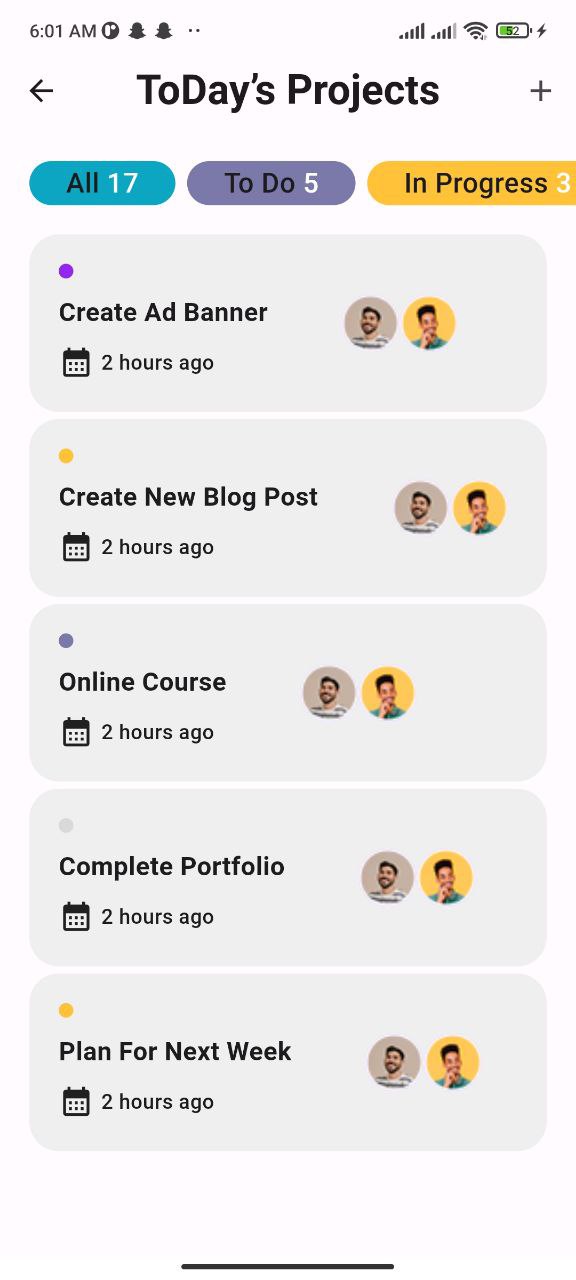 6:01 AM
52
ToDay's Projects
All 17
To Do 5
In Progress 3
Create Ad Banner
2 hours ago
Create New Blog Post
2 hours ago
Online Course
2 hours ago
Complete Portfolio
2 hours ago
Plan For Next Week
2 hours ago